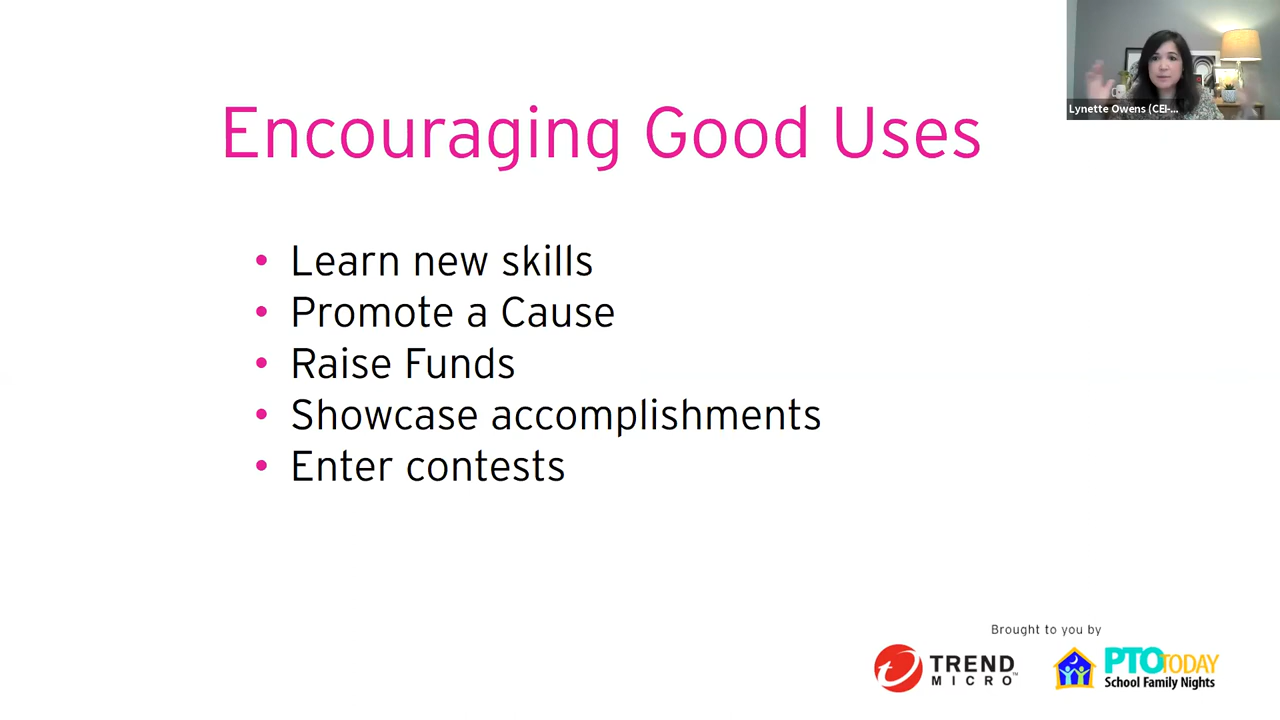 Lynette Owens (CEI-...
Encouraging Good Uses
• Learn new skills
• Promote a Cause
• Raise Funds
• Showcase accomplishments
• Enter contests
Brought to you by
TREND MICRO™
PTO TODAY
School Family Nights